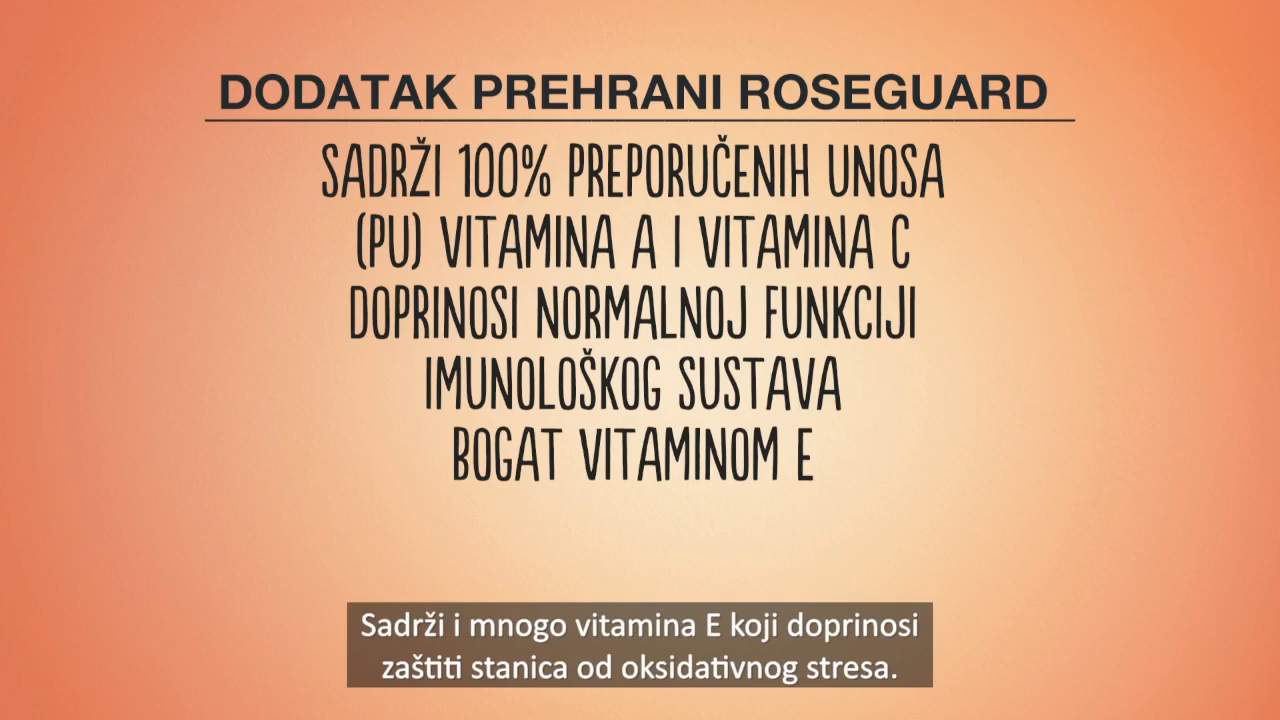 DODATAK PREHRANI ROSEGUARD
SADRŽI 100% PREPORUČENIH UNOSA
(PU) VITAMINA A I VITAMINA C
DOPRINOSI NORMALNOJ FUNKCIJI
IMUNOLOŠKOG SUSTAVA
BOGAT VITAMINOM E
Sadrži i mnogo vitamina E koji doprinosi
zaštiti stanica od oksidativnog stresa.